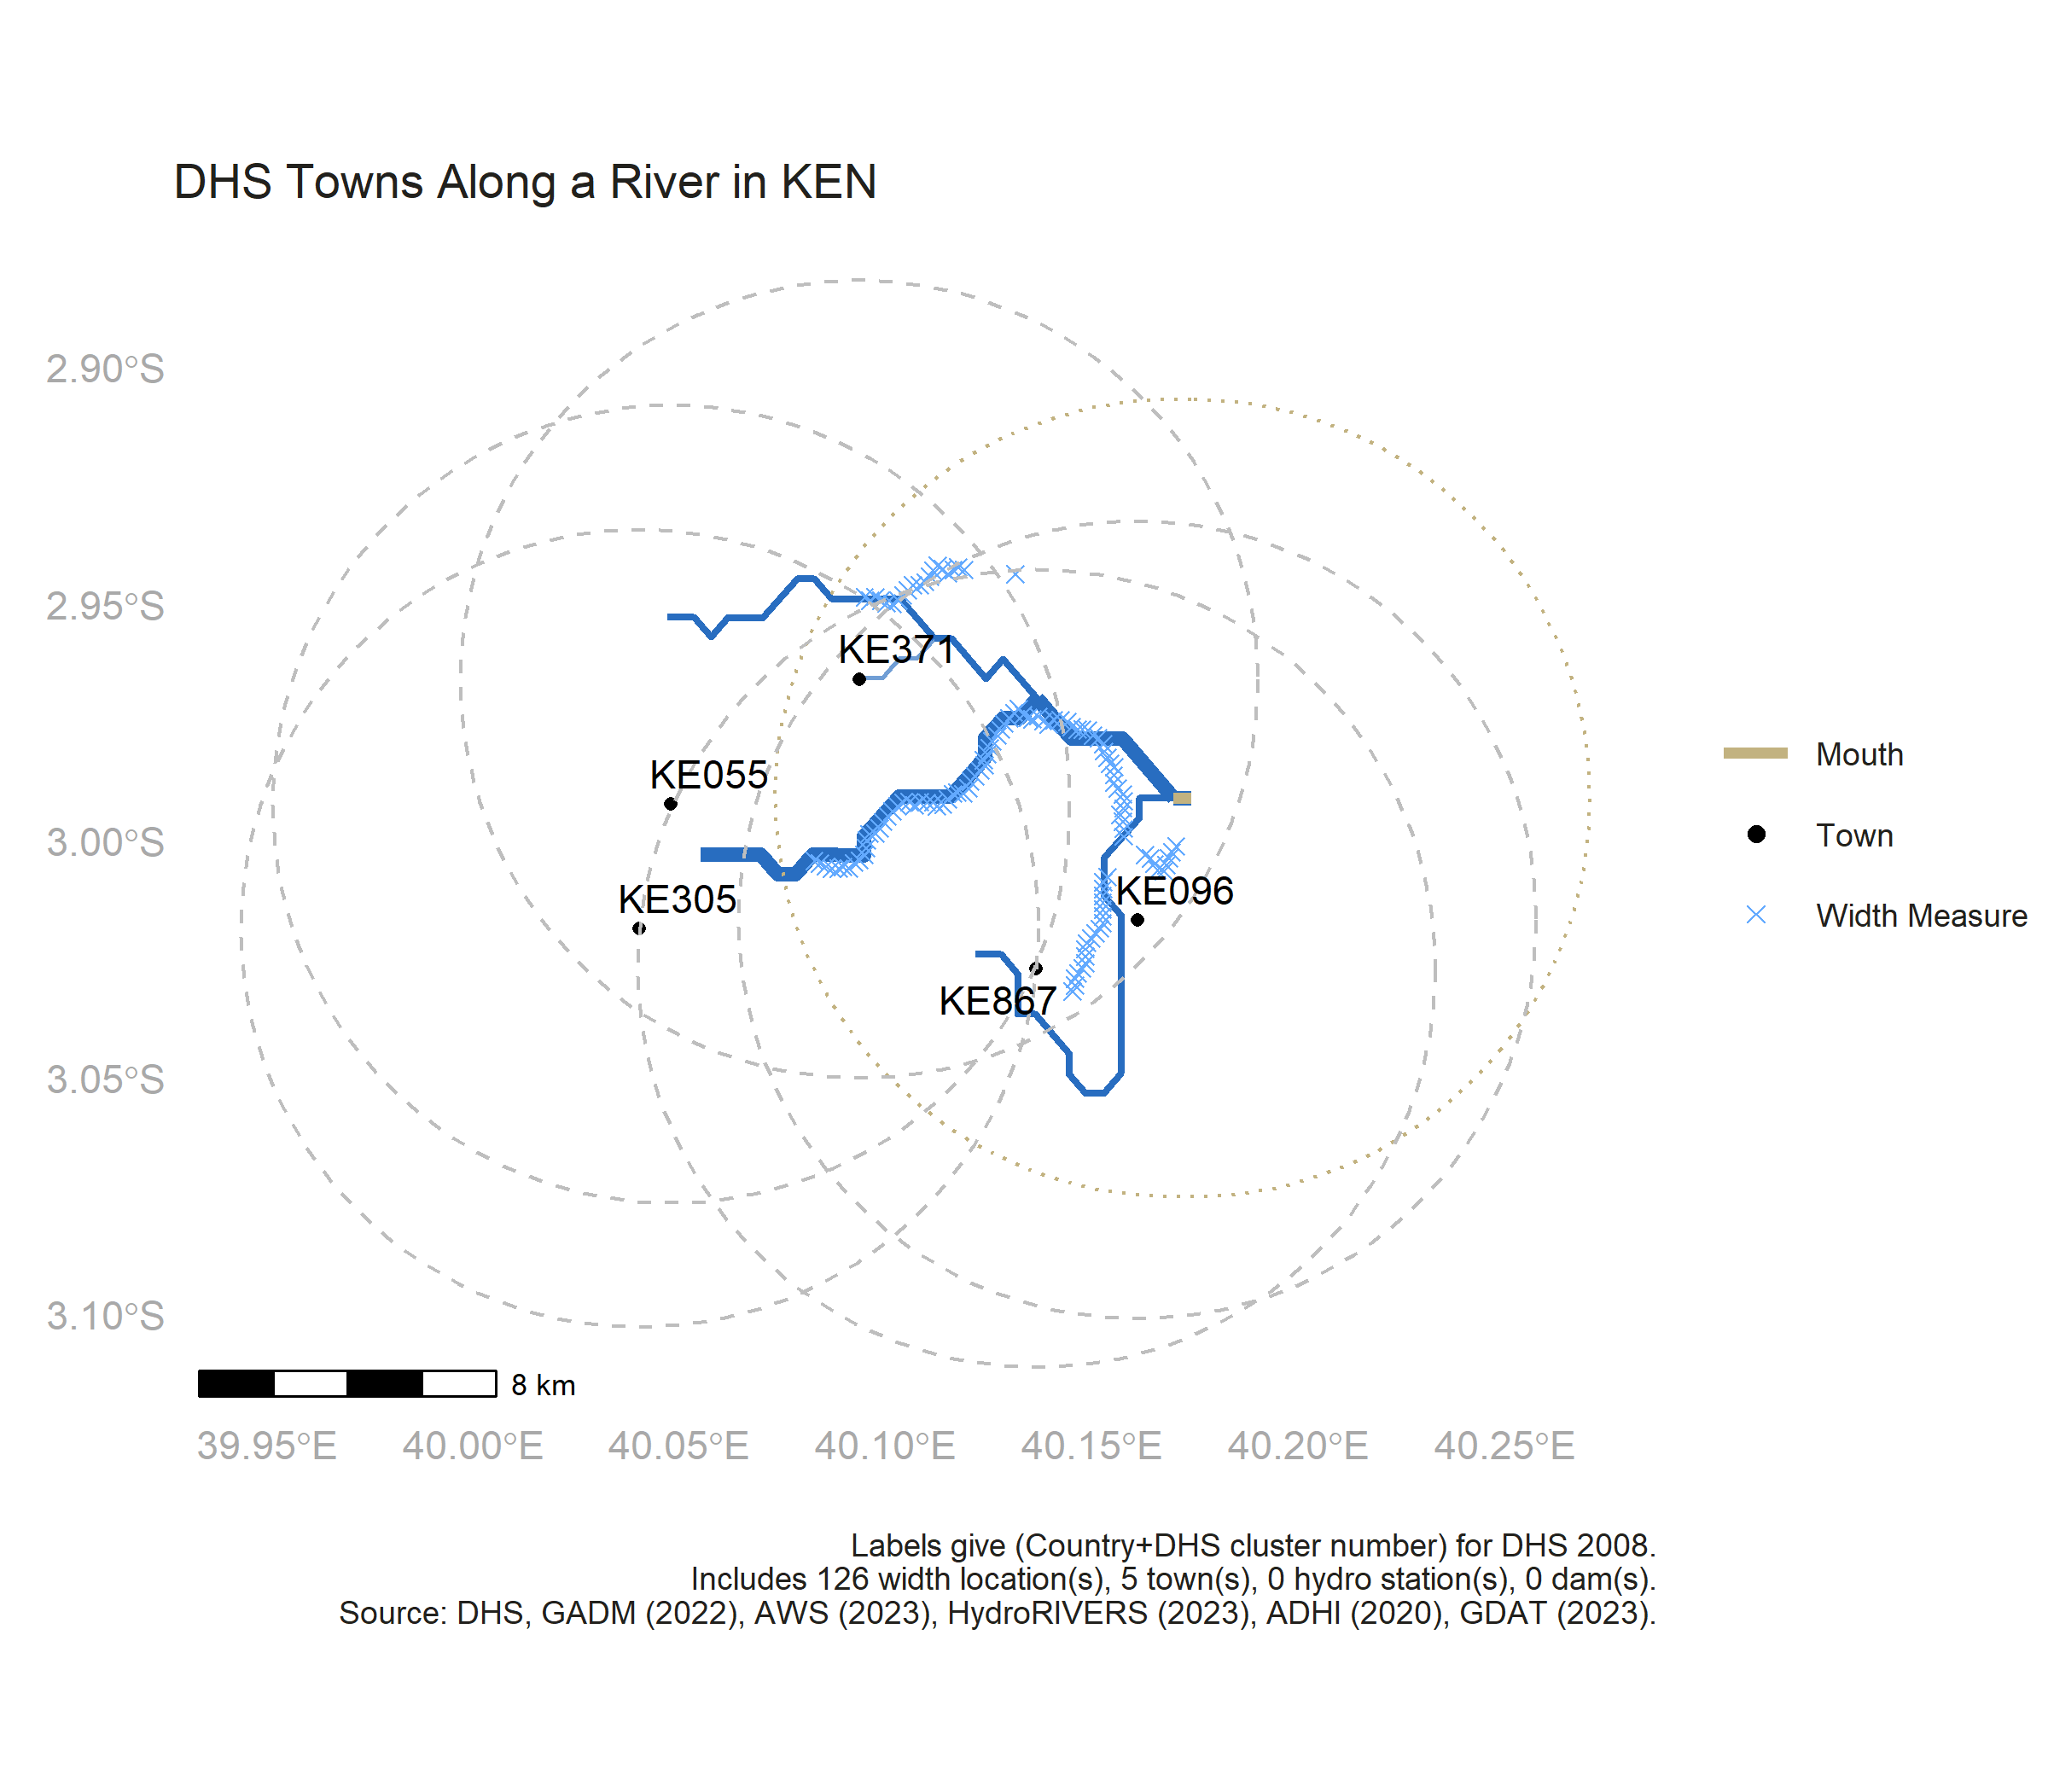 DHS Towns Along a River in KEN
2.90°S
2.95°S
3.00°S
3.05°S
3.10°S
KE371
KE055
KE305
KE096
KE867
Mouth
Town
Width Measure
8 km
39.95°E 40.00°E 40.05°E 40.10°E 40.15°E 40.20°E 40.25°E
Labels give (Country+DHS cluster number) for DHS 2008.
Includes 126 width location(s), 5 town(s), 0 hydro station(s), 0 dam(s).
Source: DHS, GADM (2022), AWS (2023), HydroRIVERS (2023), ADHI (2020), GDAT (2023).